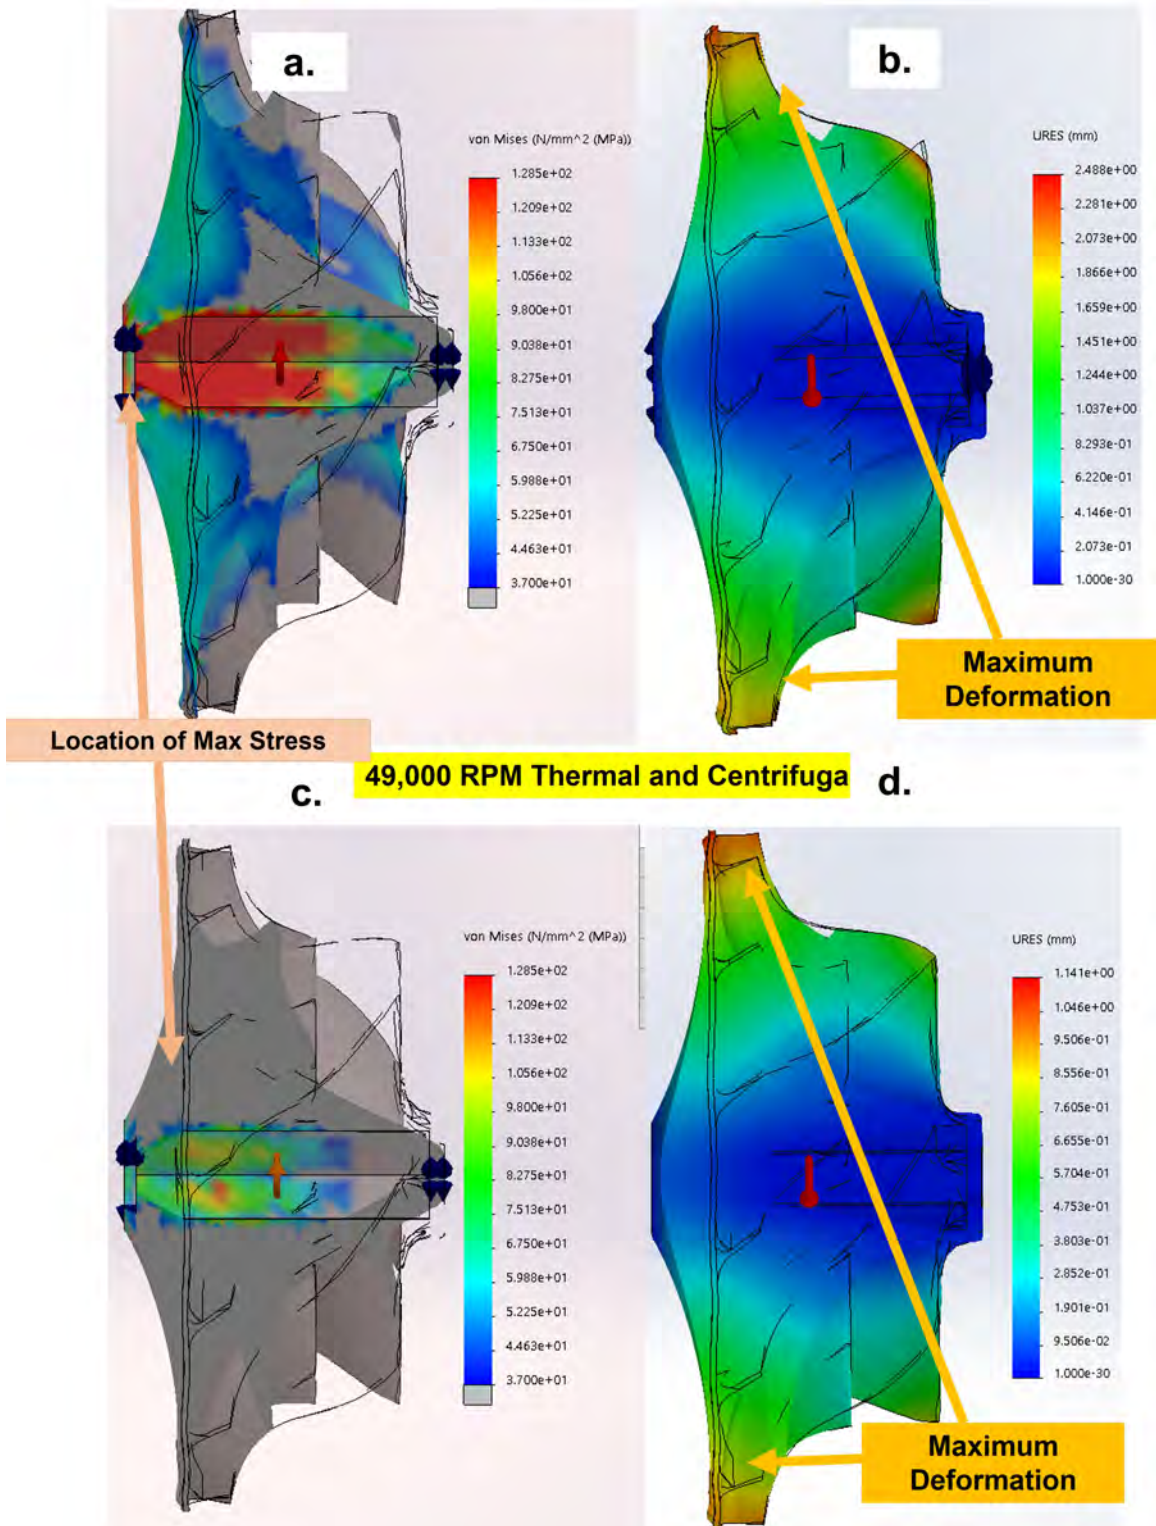 a.
von Mises (N/mm^2 (MPa))
1.285e+02
1.209e+02
1.133e+02
1.056e+02
9.800e+01
9.038e+01
8.275e+01
7.513e+01
6.750e+01
5.988e+01
5.225e+01
4.463e+01
3.700e+01
b.
URES (mm)
2.488e+00
2.281e+00
2.073e+00
1.866e+00
1.659e+00
1.451e+00
1.244e+00
1.037e+00
8.293e-01
6.220e-01
4.146e-01
2.073e-01
1.000e-30
Maximum
Deformation
Location of Max Stress
49,000 RPM Thermal and Centrifuga
c.
von Mises (N/mm^2 (MPa))
1.285e+02
1.209e+02
1.133e+02
1.056e+02
9.800e+01
9.038e+01
8.275e+01
7.513e+01
6.750e+01
5.988e+01
5.225e+01
4.463e+01
3.700e+01
d.
URES (mm)
1.141e+00
1.046e+00
9.506e-01
8.556e-01
7.605e-01
6.655e-01
5.704e-01
4.753e-01
3.803e-01
2.852e-01
1.901e-01
9.506e-02
1.000e-30
Maximum
Deformation